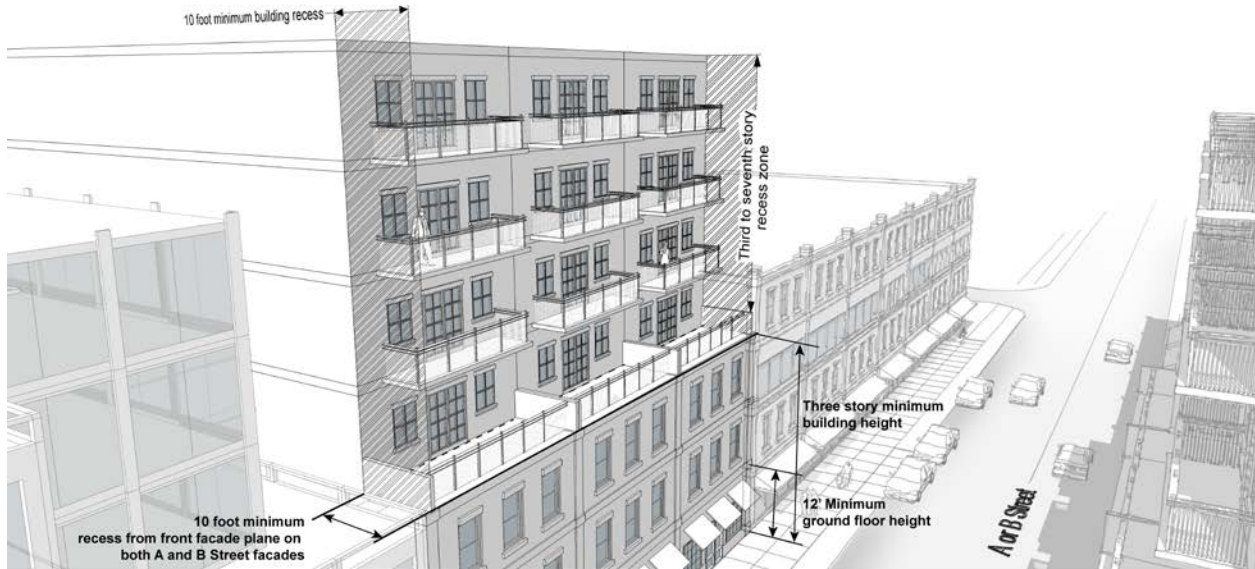 10 foot minimum building recess
Third to seventh story
recess zone
Three story minimum
building height
12' Minimum
ground floor height
10 foot minimum
recess from front facade plane on
both A and B Street facades
A or B Street